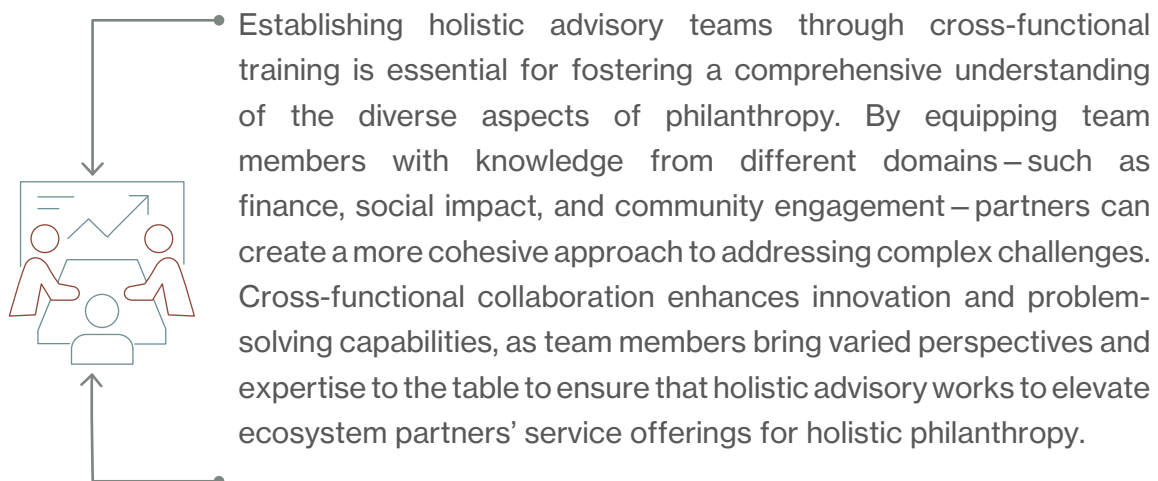 Establishing holistic advisory teams through cross-functional
training is essential for fostering a comprehensive understanding
of the diverse aspects of philanthropy. By equipping team
members with knowledge from different domains – such as
finance, social impact, and community engagement – partners can
create a more cohesive approach to addressing complex challenges.
Cross-functional collaboration enhances innovation and problem-
solving capabilities, as team members bring varied perspectives and
expertise to the table to ensure that holistic advisory works to elevate
ecosystem partners’ service offerings for holistic philanthropy.